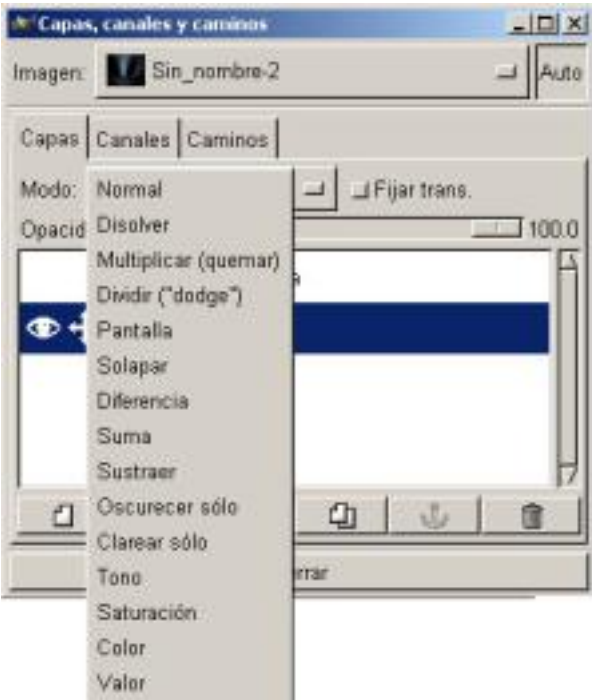 Capas, canales y caminos
Imagen: Sin_nombre-2 Auto
Capas Canales Caminos
Modo: Fijar trans.
Opacid 100.0
Normal
Disolver
Multiplicar (quemar)
Dividir ("dodge")
Pantalla
Solapar
Diferencia
Suma
Sustraer
Oscurecer sólo
Clarear sólo
Tono
Saturación
Color
Valor
rrar